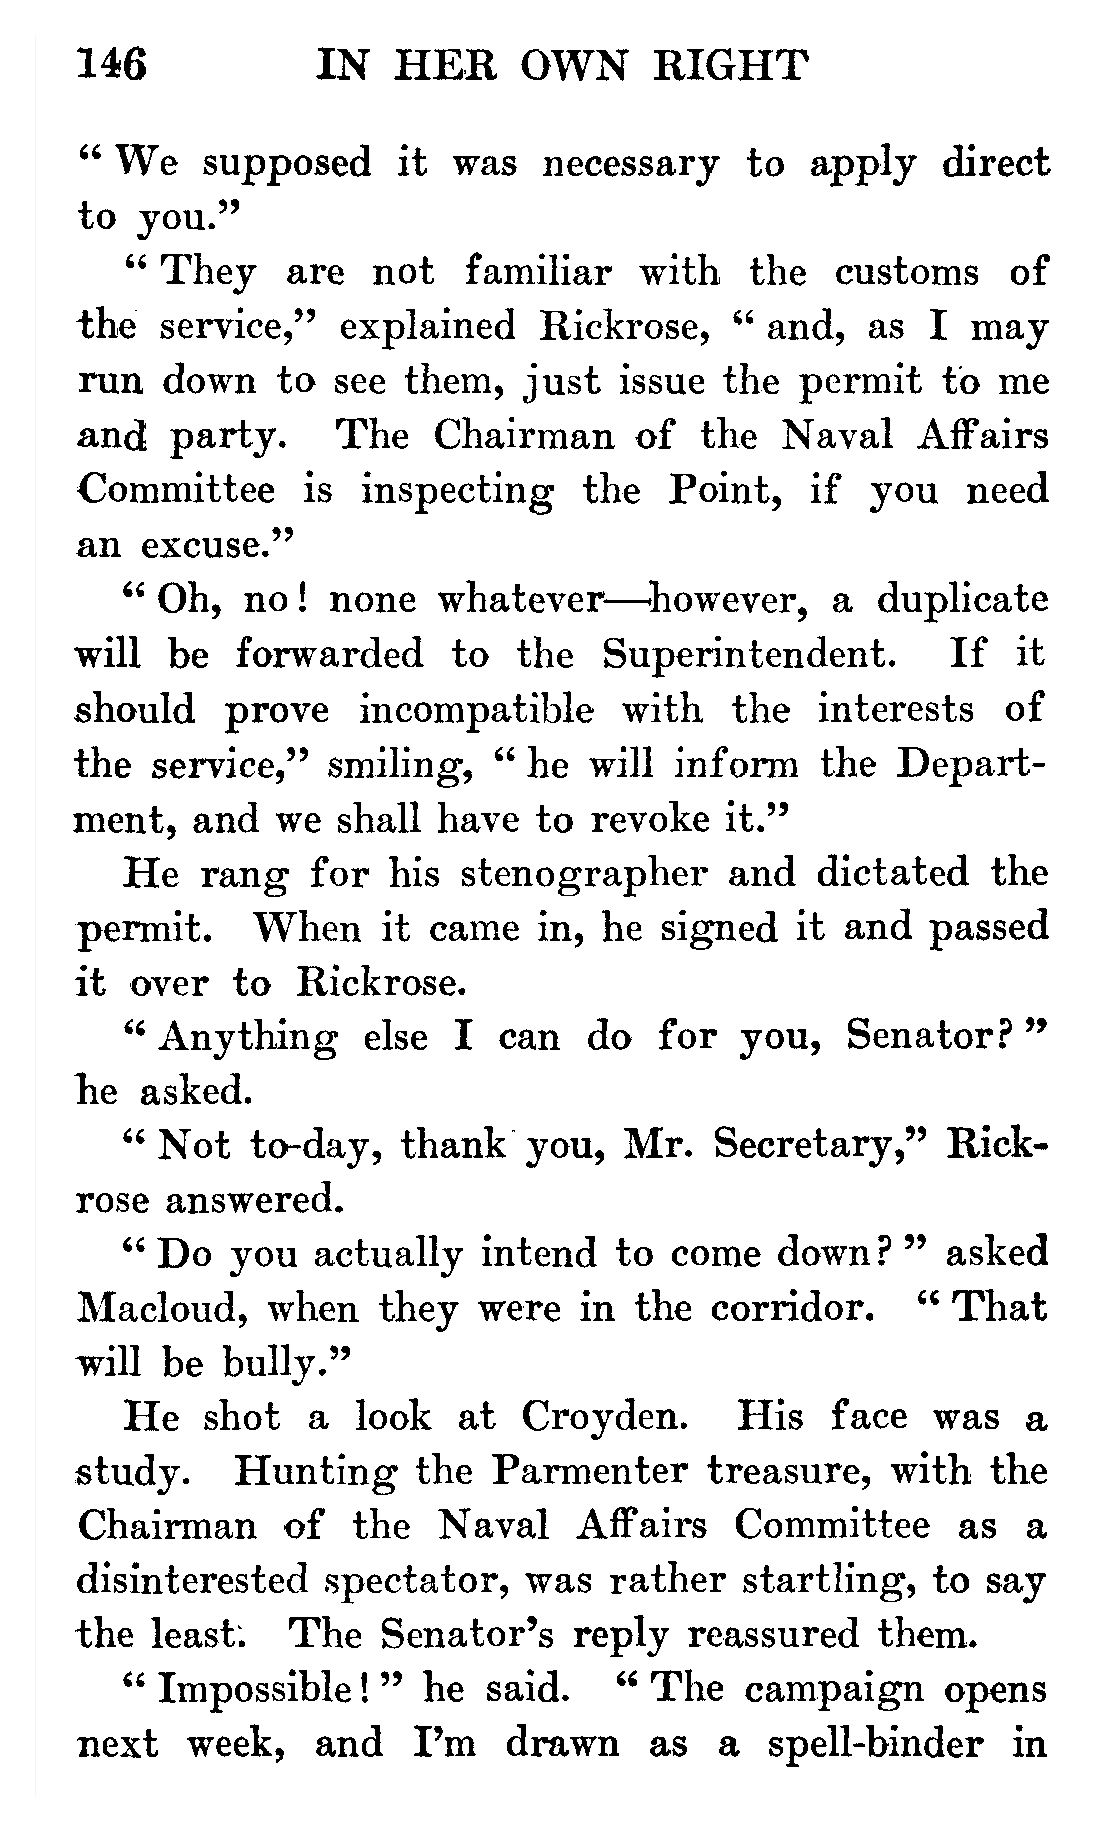 146 IN HER OWN RIGHT
“ We supposed it was necessary to apply direct
to you.”
“ They are not familiar with the customs of
the service,” explained Rickrose, “ and, as I may
run down to see them, just issue the permit to me
and party. The Chairman of the Naval Affairs
Committee is inspecting the Point, if you need
an excuse.”
“ Oh, no! none whatever—however, a duplicate
will be forwarded to the Superintendent. If it
should prove incompatible with the interests of
the service,” smiling, “ he will inform the Depart-
ment, and we shall have to revoke it.”
He rang for his stenographer and dictated the
permit. When it came in, he signed it and passed
it over to Rickrose.
“ Anything else I can do for you, Senator? ”
he asked.
“ Not to-day, thank you, Mr. Secretary,” Rick-
rose answered.
“ Do you actually intend to come down? ” asked
Macloud, when they were in the corridor. “ That
will be bully.”
He shot a look at Croyden. His face was a
study. Hunting the Parmenter treasure, with the
Chairman of the Naval Affairs Committee as a
disinterested spectator, was rather startling, to say
the least. The Senator’s reply reassured them.
“ Impossible! ” he said. “ The campaign opens
next week, and I’m drawn as a spell-binder in